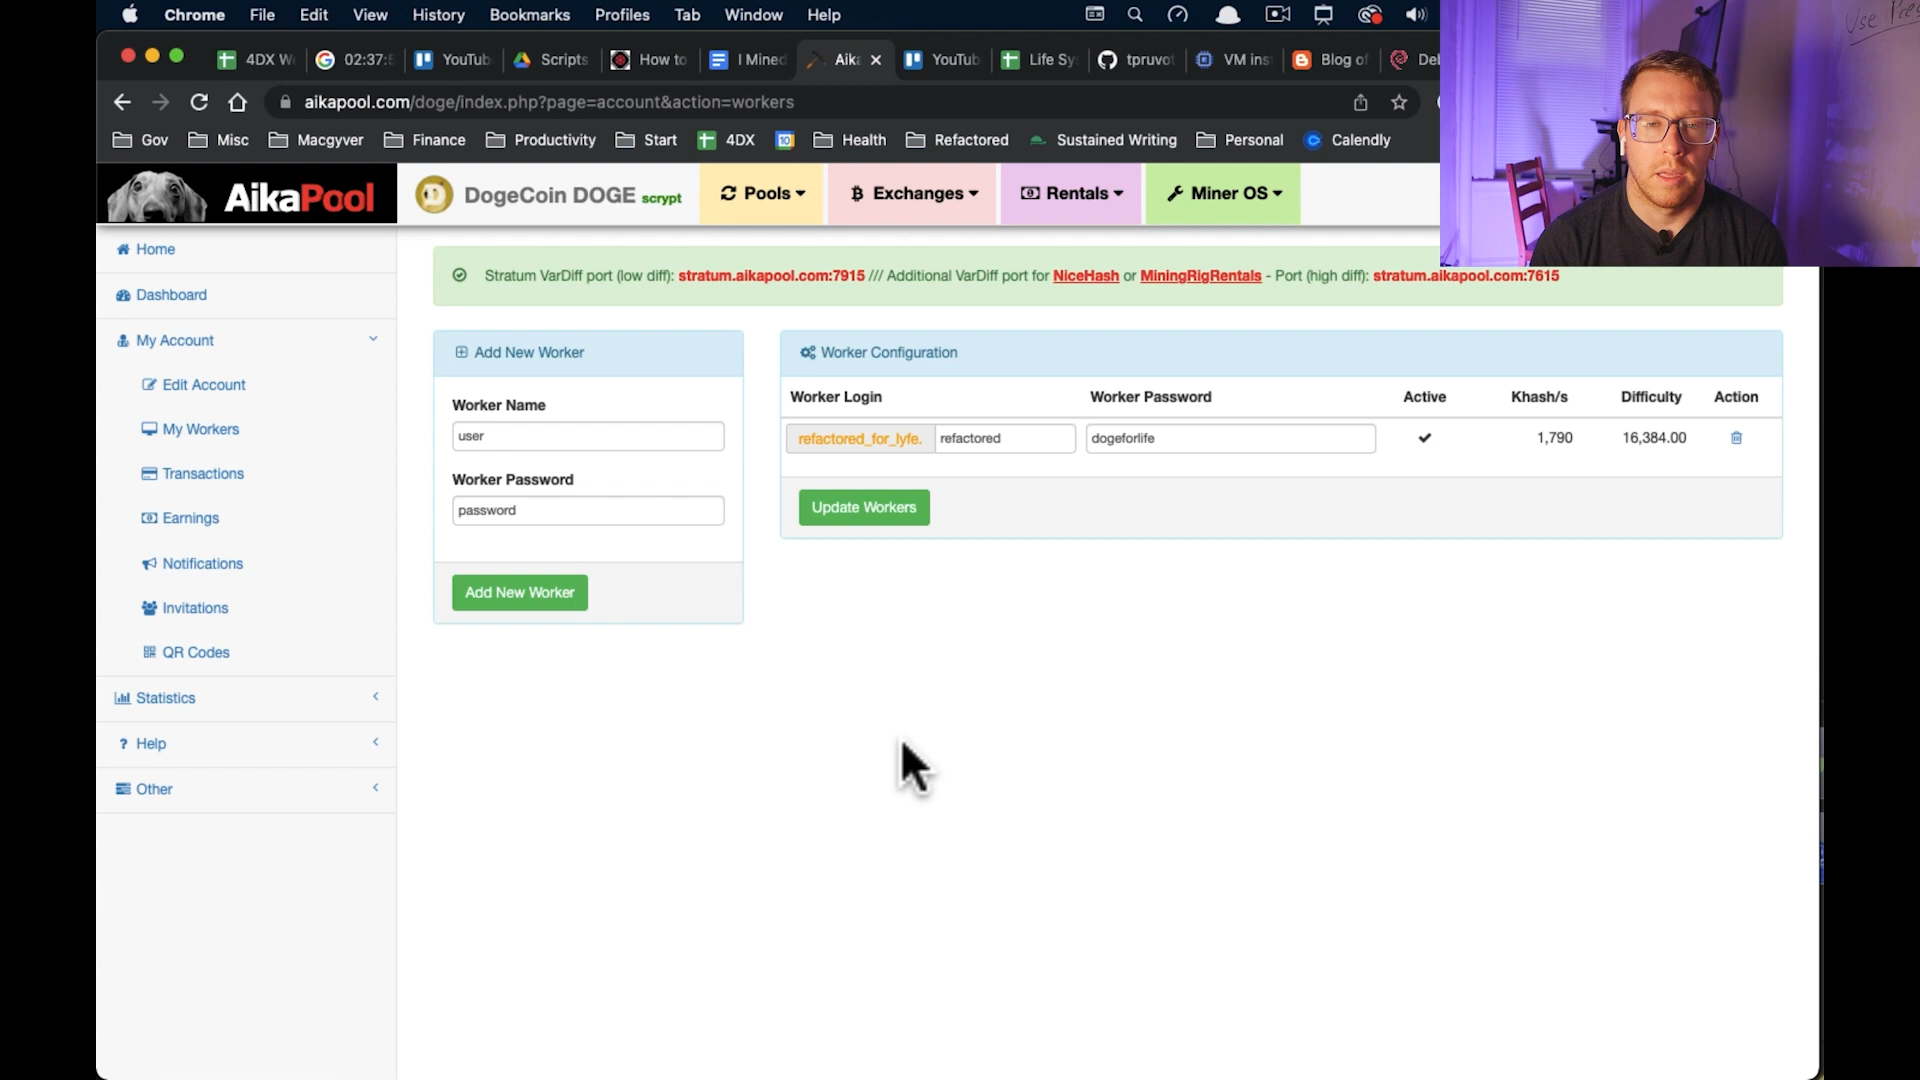 Chrome File Edit View History Bookmarks Profiles Tab Window Help
4DX W 02:37:5 YouTub Scripts How to I Mined Aika YouTub Life Sy tpruvot VM ins Blog of Del
aikapool.com/doge/index.php?page=account&action=workers
Gov Misc Macgyver Finance Productivity Start 4DX Health Refactored Sustained Writing Personal Calendly
Use
AikaPool
DogeCoin DOGE scrypt
Pools Exchanges Rentals Miner OS
Home
Dashboard
My Account
Edit Account
My Workers
Transactions
Earnings
Notifications
Invitations
QR Codes
Statistics
? Help
Other
Stratum VarDiff port (low diff): stratum.aikapool.com:7915 /// Additional VarDiff port for NiceHash or MiningRigRentals - Port (high diff): stratum.aikapool.com:7615
Add New Worker
Worker Name
user
Worker Password
password
Add New Worker
Worker Configuration
Worker Login Worker Password Active Khash/s Difficulty Action
refactored_for_lyfe. refactored dogeforlife 1,790 16,384.00
Update Workers